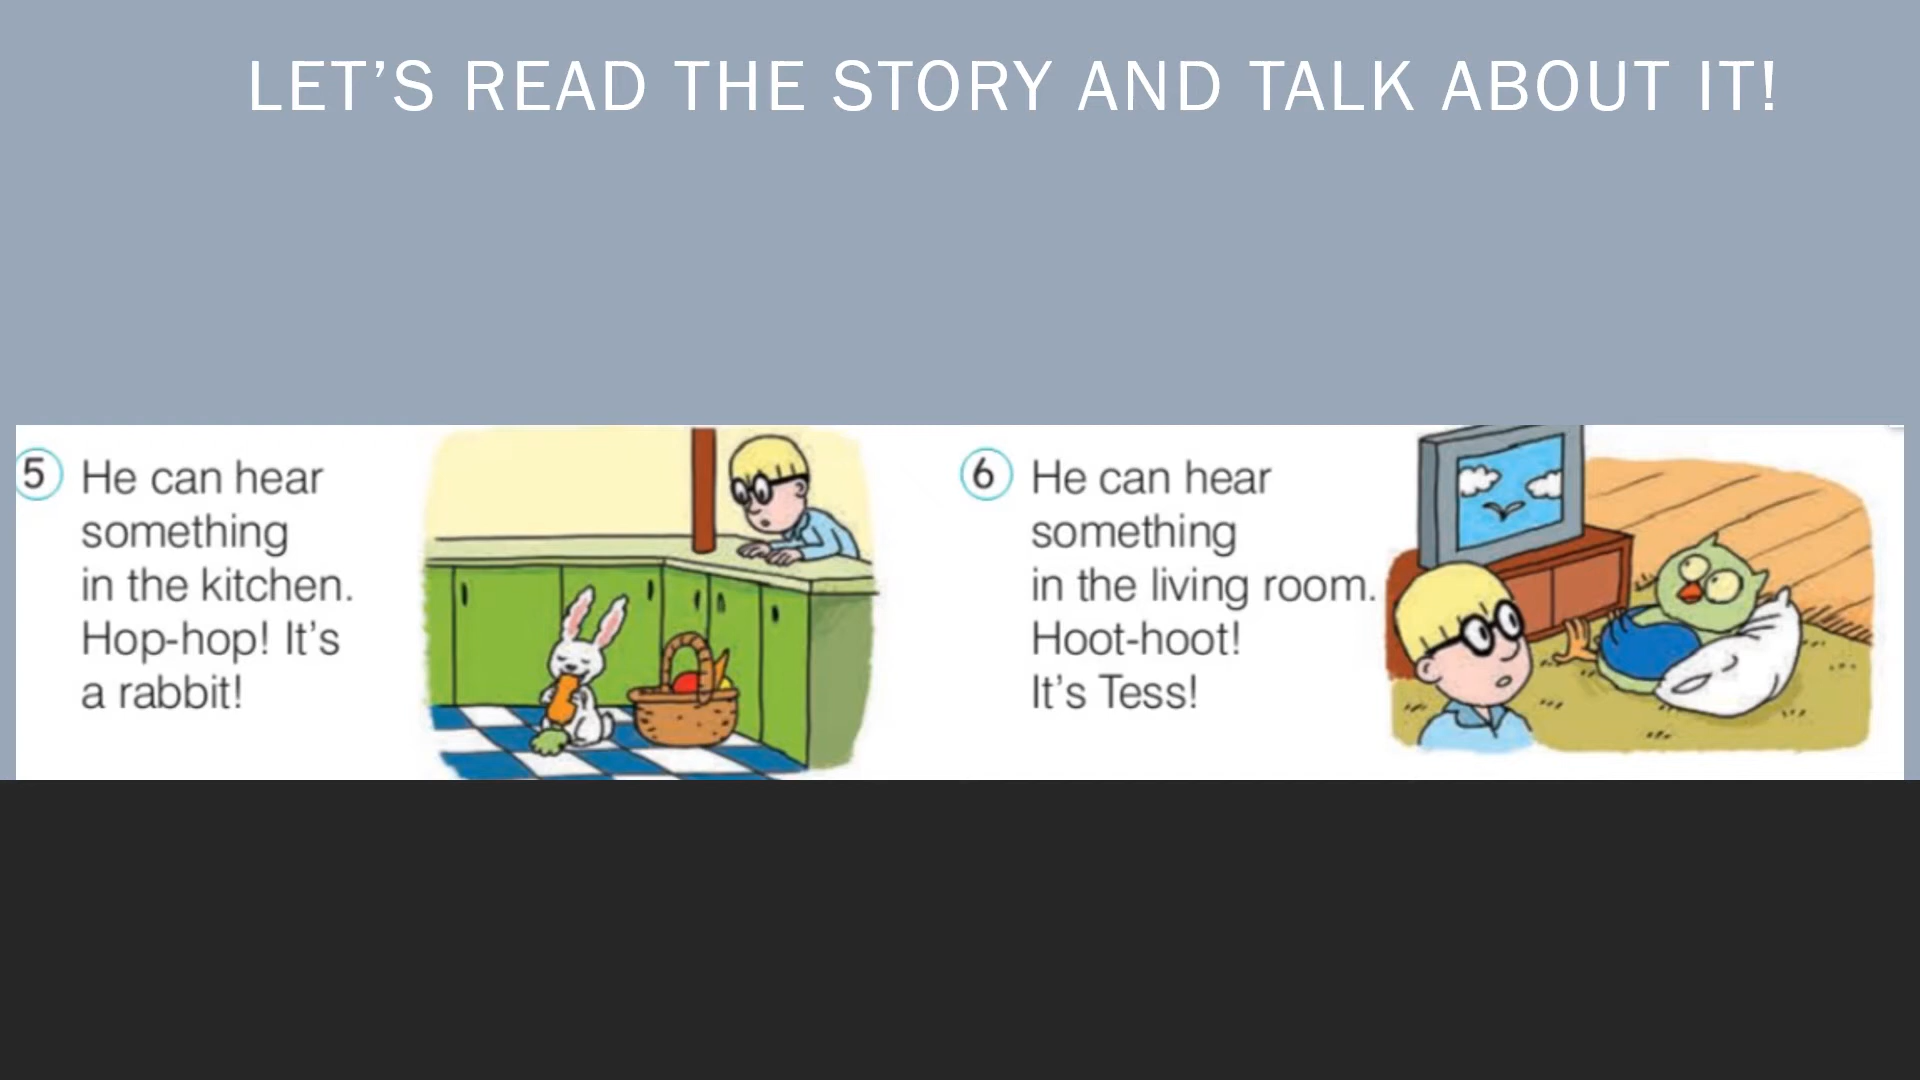 LET’S READ THE STORY AND TALK ABOUT IT!
5 He can hear
something
in the kitchen.
Hop-hop! It’s
a rabbit!
6 He can hear
something
in the living room.
Hoot-hoot!
It’s Tess!